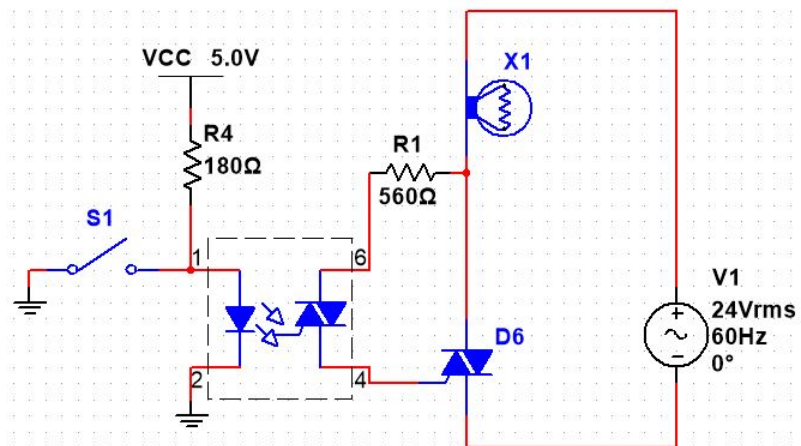 VCC 5.0V
X1
R4
180Ω
R1
560Ω
S1
1
6
V1
24Vrms
60Hz
0°
D6
2
4